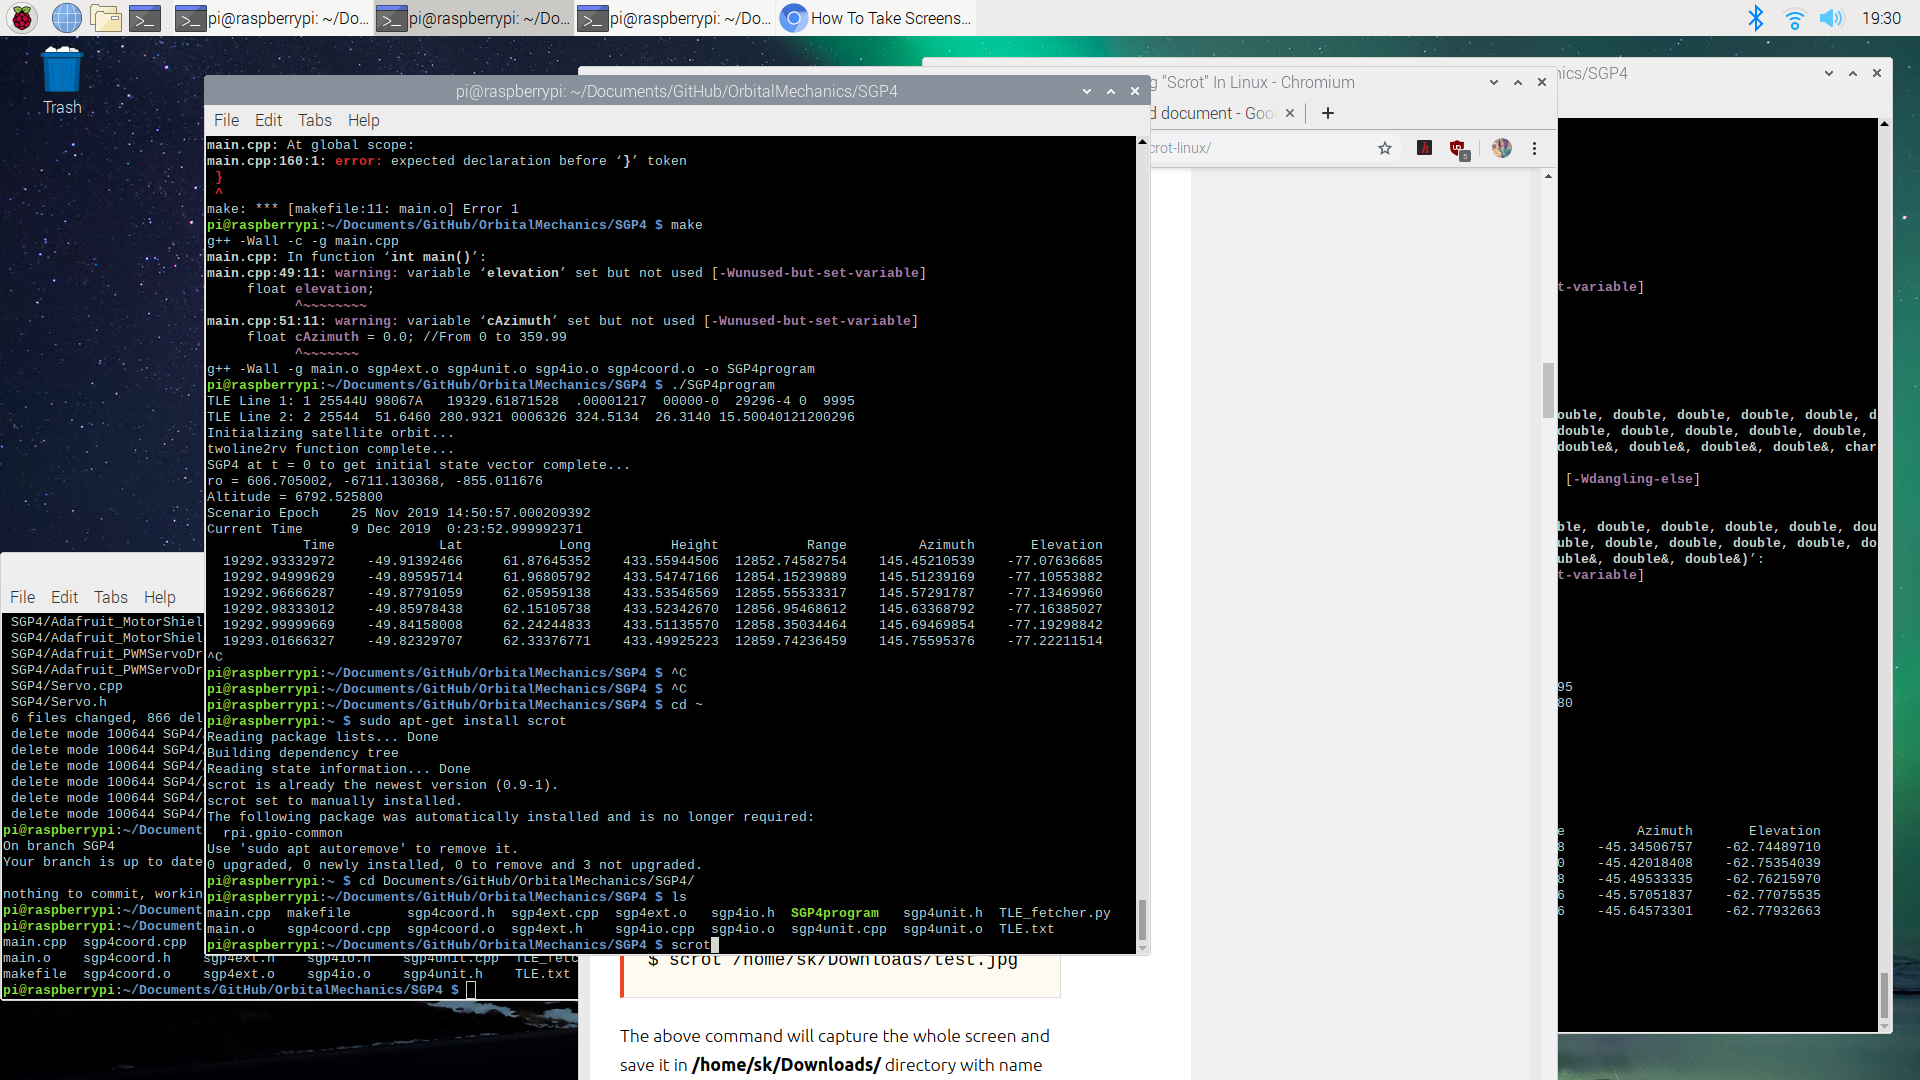 pi@raspberrypi: ~/Do...
pi@raspberrypi: ~/Do...
pi@raspberrypi: ~/Do...
How To Take Screens...
19:30
Trash
pi@raspberrypi: ~/Documents/GitHub/OrbitalMechanics/SGP4
File Edit Tabs Help
main.cpp: At global scope:
main.cpp:160:1: error: expected declaration before ‘}’ token
 }
 ^
make: *** [makefile:11: main.o] Error 1
pi@raspberrypi:~/Documents/GitHub/OrbitalMechanics/SGP4 $ make
g++ -Wall -c -g main.cpp
main.cpp: In function ‘int main()’:
main.cpp:49:11: warning: variable ‘elevation’ set but not used [-Wunused-but-set-variable]
     float elevation;
           ^~~~~~~~~
main.cpp:51:11: warning: variable ‘cAzimuth’ set but not used [-Wunused-but-set-variable]
     float cAzimuth = 0.0; //From 0 to 359.99
           ^~~~~~~~
g++ -Wall -g main.o sgp4ext.o sgp4unit.o sgp4io.o sgp4coord.o -o SGP4program
pi@raspberrypi:~/Documents/GitHub/OrbitalMechanics/SGP4 $ ./SGP4program
TLE Line 1: 1 25544U 98067A   19329.61871528  .00001217  00000-0  29296-4 0  9995
TLE Line 2: 2 25544  51.6460 280.9321 0006326 324.5134  26.3140 15.50040121200296
Initializing satellite orbit...
twoline2rv function complete...
SGP4 at t = 0 to get initial state vector complete...
ro = 606.705002, -6711.130368, -855.011676
Altitude = 6792.525800
Scenario Epoch    25 Nov 2019 14:50:57.000209392
Current Time      9 Dec 2019  0:23:52.999992371
Time Lat Long Height Range Azimuth Elevation
19292.93332972 -49.91392466 61.87645352 433.55944506 12852.74582754 145.45210539 -77.07636685
19292.94999629 -49.89595714 61.96805792 433.54747166 12854.15239889 145.51239169 -77.10553882
19292.96666287 -49.87791059 62.05959138 433.53546569 12855.55533317 145.57291787 -77.13469960
19292.98333012 -49.85978438 62.15105738 433.52342670 12856.95468612 145.63368792 -77.16385027
19292.99999669 -49.84158008 62.24244833 433.51135570 12858.35034464 145.69469854 -77.19298842
19293.01666327 -49.82329707 62.33376771 433.49925223 12859.74236459 145.75595376 -77.22211514
^C
pi@raspberrypi:~/Documents/GitHub/OrbitalMechanics/SGP4 $ ^C
pi@raspberrypi:~/Documents/GitHub/OrbitalMechanics/SGP4 $ ^C
pi@raspberrypi:~/Documents/GitHub/OrbitalMechanics/SGP4 $ cd ~
pi@raspberrypi:~ $ sudo apt-get install scrot
Reading package lists... Done
Building dependency tree
Reading state information... Done
scrot is already the newest version (0.9-1).
scrot set to manually installed.
The following package was automatically installed and is no longer required:
  rpi.gpio-common
Use 'sudo apt autoremove' to remove it.
0 upgraded, 0 newly installed, 0 to remove and 3 not upgraded.
pi@raspberrypi:~ $ cd Documents/GitHub/OrbitalMechanics/SGP4/
pi@raspberrypi:~/Documents/GitHub/OrbitalMechanics/SGP4 $ ls
main.cpp  makefile       sgp4coord.h  sgp4ext.cpp  sgp4ext.o   sgp4io.h  SGP4program   sgp4unit.h  TLE_fetcher.py
main.o    sgp4coord.cpp  sgp4coord.o  sgp4ext.h    sgp4io.cpp  sgp4io.o  sgp4unit.cpp  sgp4unit.o  TLE.txt
pi@raspberrypi:~/Documents/GitHub/OrbitalMechanics/SGP4 $ scrot
g "Scrot" In Linux - Chromium
d document - Goo
crot-linux/
5
$ scrot /home/sk/Downloads/test.jpg
The above command will capture the whole screen and
save it in /home/sk/Downloads/ directory with name
File Edit Tabs Help
SGP4/Adafruit_MotorShiel
SGP4/Adafruit_MotorShiel
SGP4/Adafruit_PWMServoDr
SGP4/Adafruit_PWMServoDr
SGP4/Servo.cpp
SGP4/Servo.h
6 files changed, 866 del
delete mode 100644 SGP4/
delete mode 100644 SGP4/
delete mode 100644 SGP4/
delete mode 100644 SGP4/
delete mode 100644 SGP4/
delete mode 100644 SGP4/
pi@raspberrypi:~/Document
On branch SGP4
Your branch is up to date
nothing to commit, workin
pi@raspberrypi:~/Document
pi@raspberrypi:~/Document
main.cpp  sgp4coord.cpp
main.o    sgp4coord.h    sgp4ext.h   sgp4io.h  sgp4unit.cpp  TLE_fetc
makefile  sgp4coord.o    sgp4ext.o   sgp4io.o  sgp4unit.h    TLE.txt
pi@raspberrypi:~/Documents/GitHub/OrbitalMechanics/SGP4 $
nics/SGP4
t-variable]
ouble, double, double, double, double, d
double, double, double, double, double,
double&, double&, double&, double&, char
[-Wdangling-else]
ble, double, double, double, double, dou
double, double, double, double, double, do
uble&, double&, double&)’:
t-variable]
95
80
e Azimuth Elevation
8 -45.34506757 -62.74489710
0 -45.42018408 -62.75354039
8 -45.49533335 -62.76215970
6 -45.57051837 -62.77075535
6 -45.64573301 -62.77932663